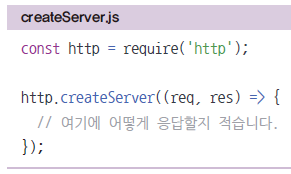 createServer.js
const http = require('http');
http.createServer((req, res) => {
// 여기에 어떻게 응답할지 적습니다.
});